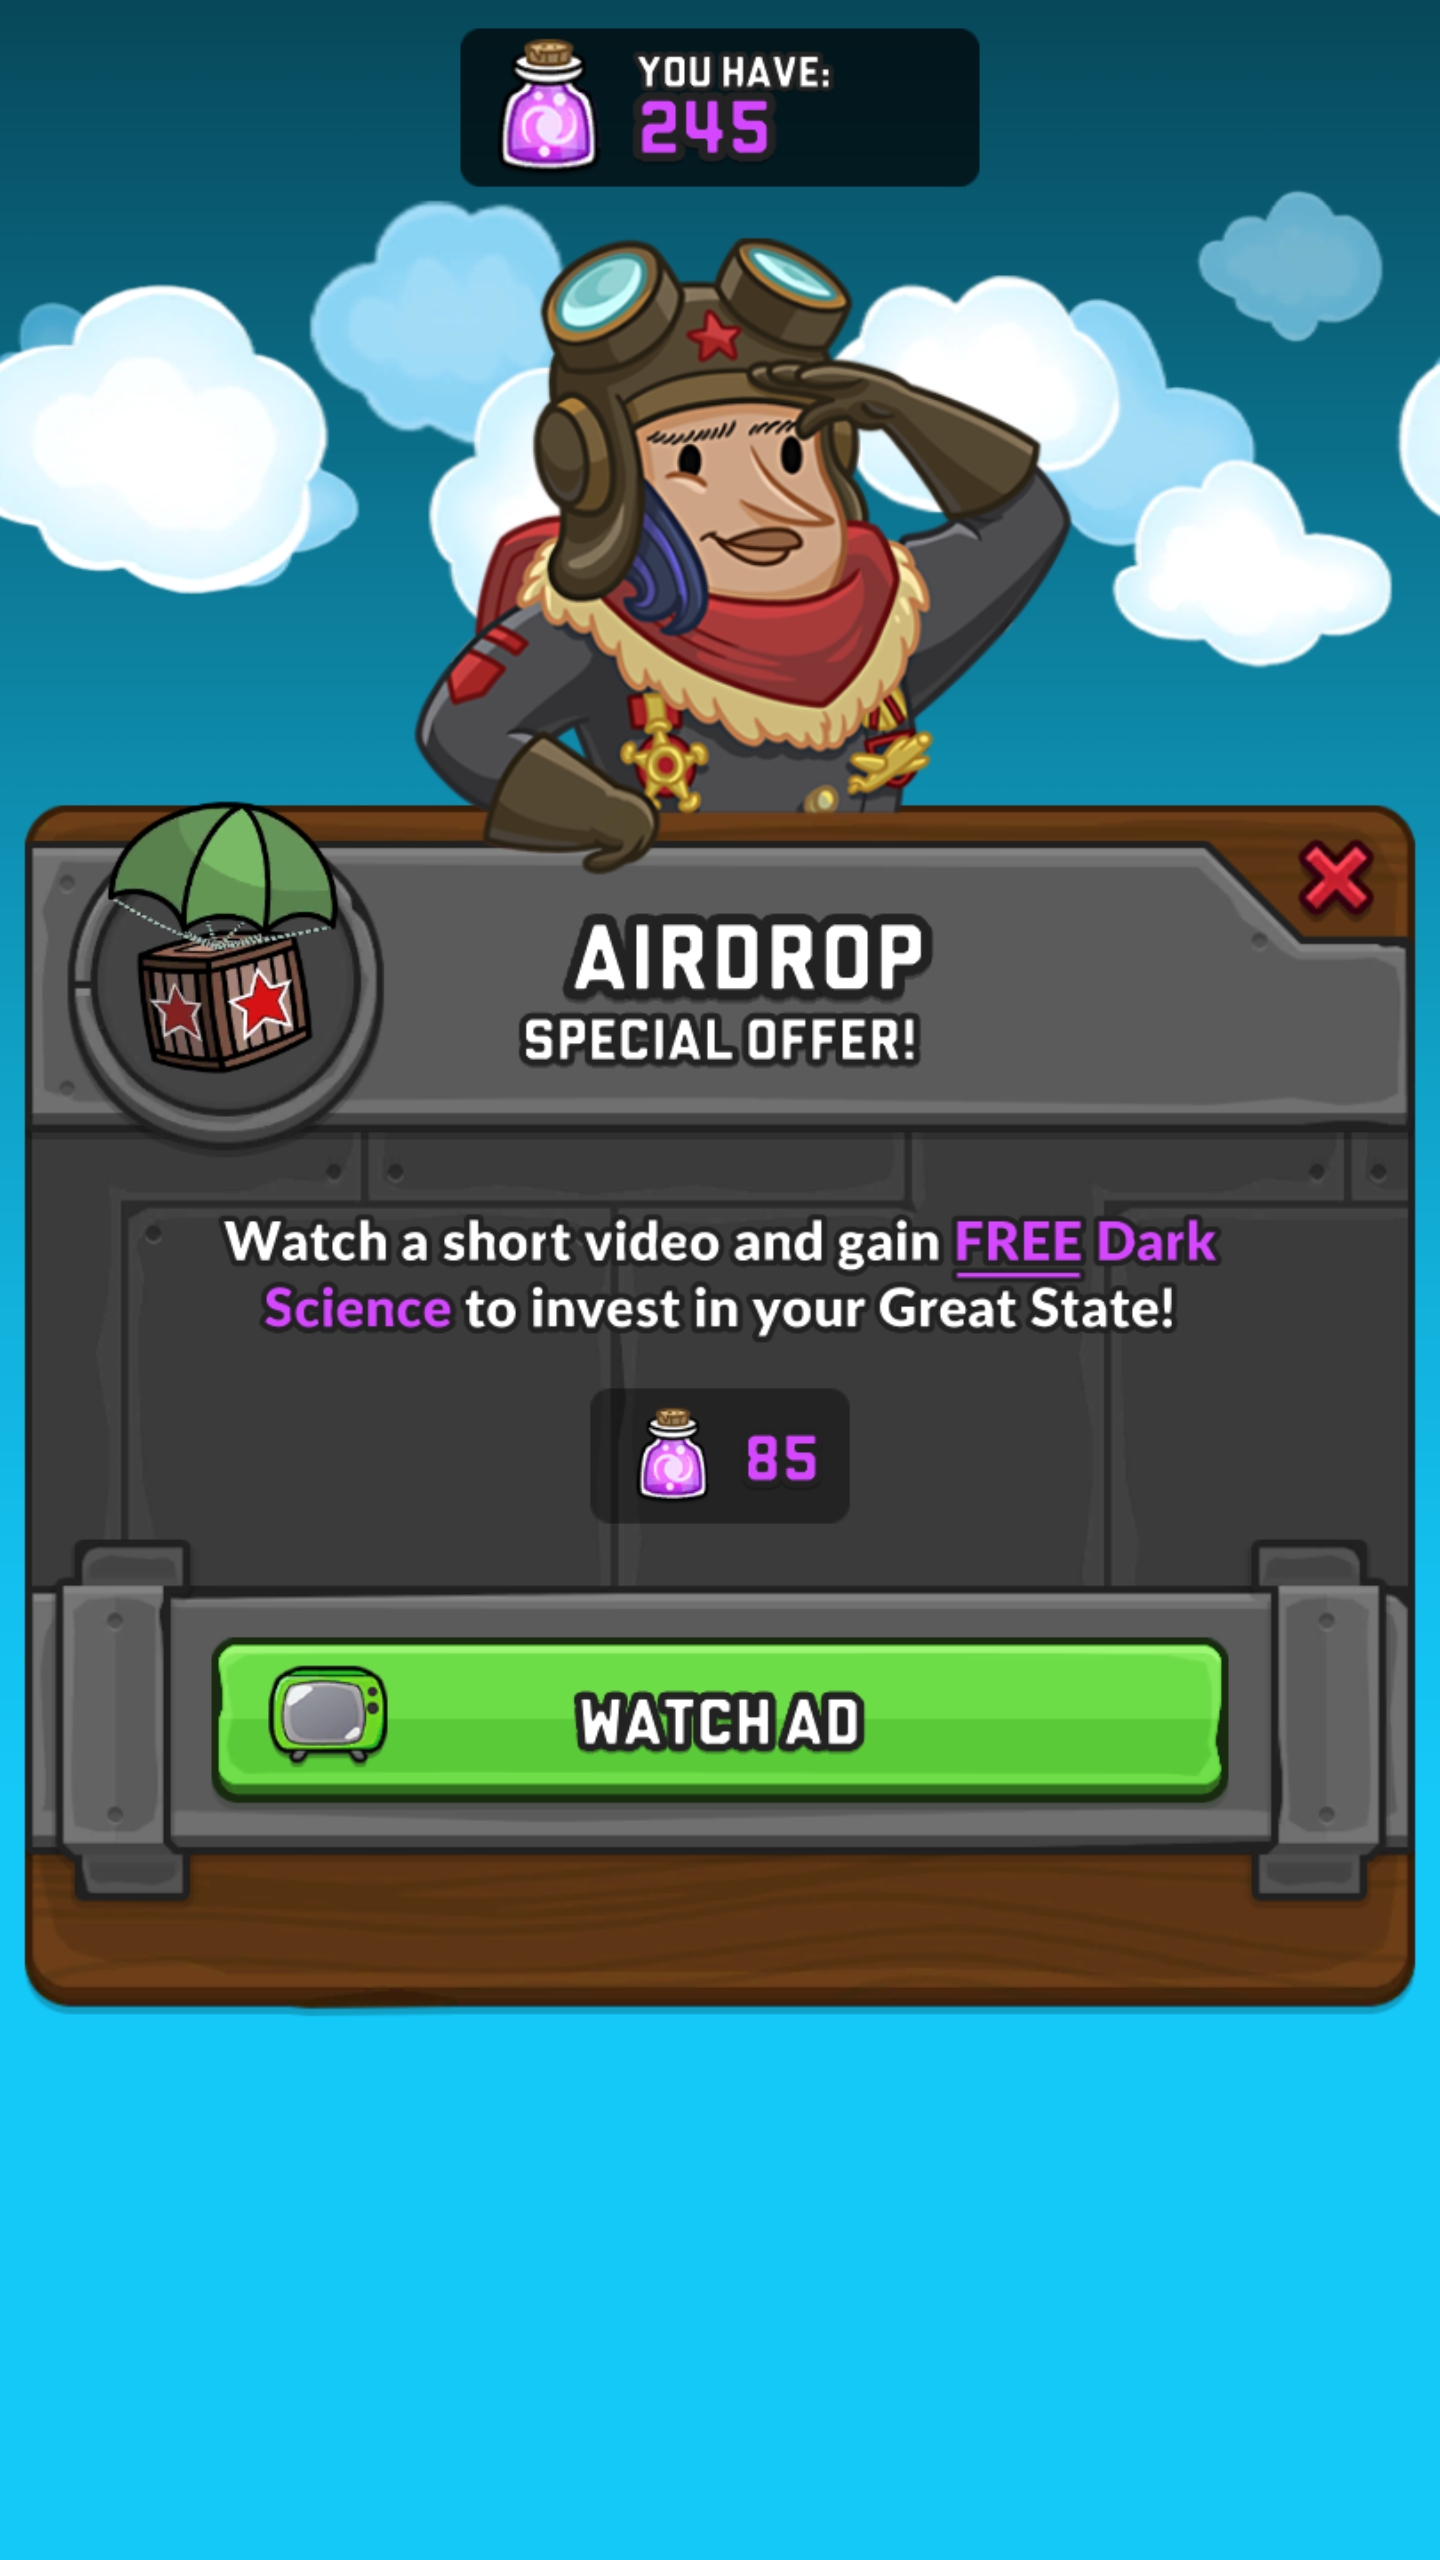 YOU HAVE:
245
AIRDROP
SPECIAL OFFER!
Watch a short video and gain FREE Dark
Science to invest in your Great State!
85
WATCH AD